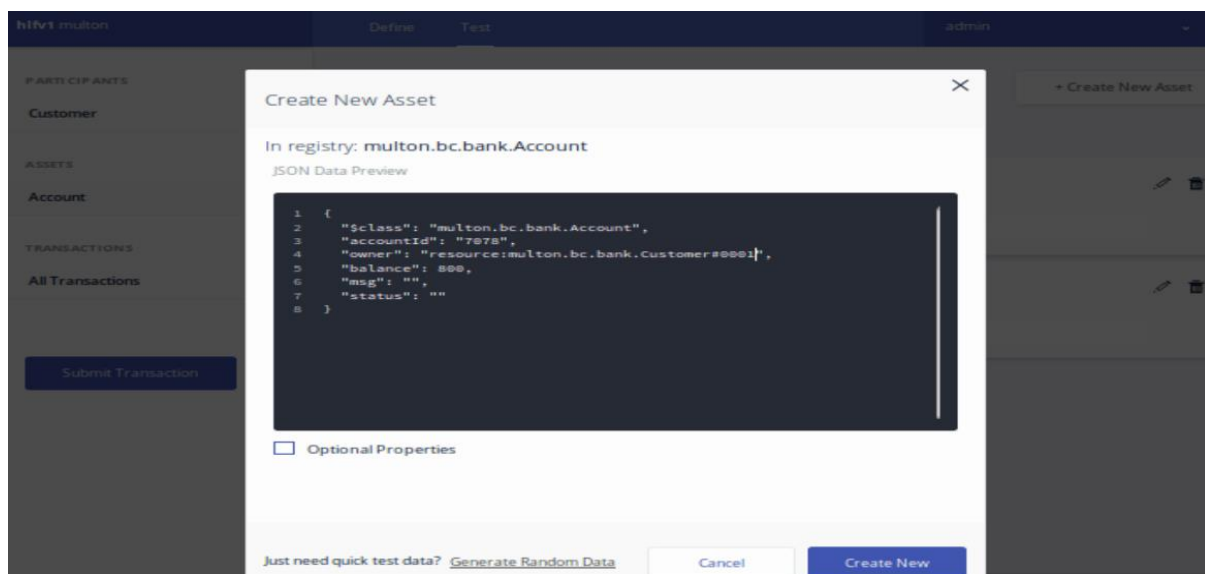 hlfv1 multon
Define
Test
admin
PARTICIPANTS
Customer
ASSETS
Account
TRANSACTIONS
All Transactions
Submit Transaction
+ Create New Asset
Create New Asset
In registry: multon.bc.bank.Account
JSON Data Preview
1 {
2 "$class": "multon.bc.bank.Account",
3 "accountId": "7078",
4 "owner": "resource:multon.bc.bank.Customer#0001",
5 "balance": 800,
6 "msg": "",
7 "status": ""
8 }
Optional Properties
Just need quick test data? Generate Random Data
Cancel
Create New